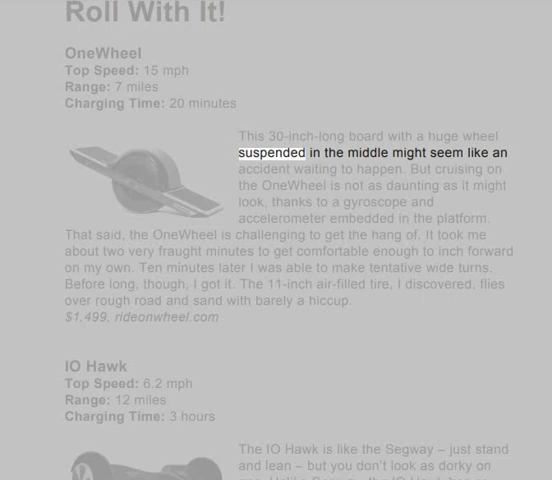 Roll With It!
OneWheel
Top Speed: 15 mph
Range: 7 miles
Charging Time: 20 minutes
This 30-inch-long board with a huge wheel
suspended in the middle might seem like an
accident waiting to happen. But cruising on
the OneWheel is not as daunting as it might
look, thanks to a gyroscope and
accelerometer embedded in the platform.
That said, the OneWheel is challenging to get the hang of. It took me
about two very fraught minutes to get comfortable enough to inch forward
on my own. Ten minutes later I was able to make tentative wide turns.
Before long, though, I got it. The 11-inch air-filled tire, I discovered, flies
over rough road and sand with barely a hiccup.
$1,499, rideonwheel.com
IO Hawk
Top Speed: 6.2 mph
Range: 12 miles
Charging Time: 3 hours
The IO Hawk is like the Segway – just stand
and lean – but you don't look as dorky on